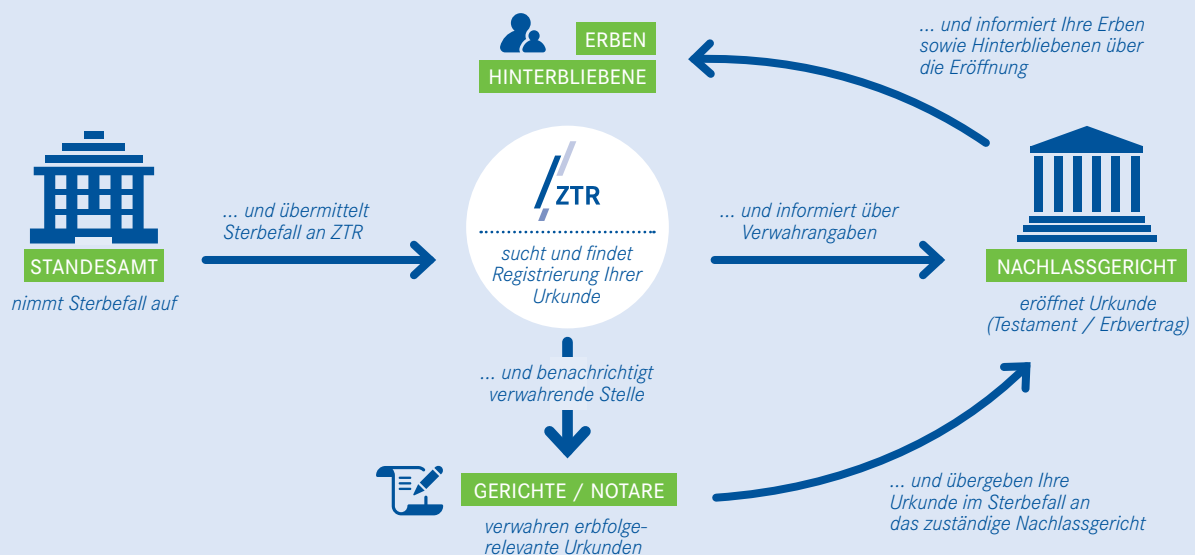 ERBEN
HINTERBLIEBENE
... und informiert Ihre Erben
sowie Hinterbliebenen über
die Eröffnung
STANDESAMT
nimmt Sterbefall auf
... und übermittelt
Sterbefall an ZTR
ZTR
sucht und findet
Registrierung Ihrer
Urkunde
... und informiert über
Verwahrangaben
NACHLASSGERICHT
eröffnet Urkunde
(Testament / Erbvertrag)
... und benachrichtigt
verwahrende Stelle
GERICHTE / NOTARE
verwahren erbfolge-
relevante Urkunden
... und übergeben Ihre
Urkunde im Sterbefall an
das zuständige Nachlassgericht